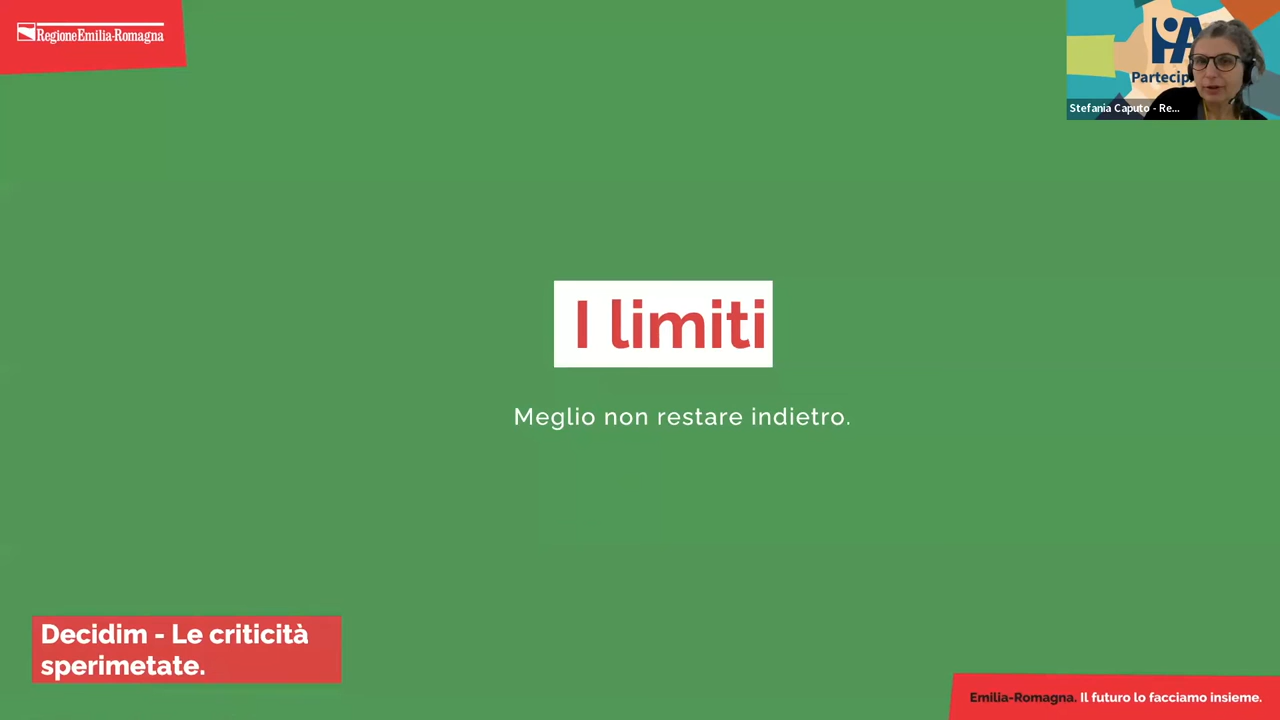 RegioneEmilia-Romagna
Partecip
Stefania Caputo - Re...
I limiti
Meglio non restare indietro.
Decidim - Le criticità
sperimetate.
Emilia-Romagna. Il futuro lo facciamo insieme.